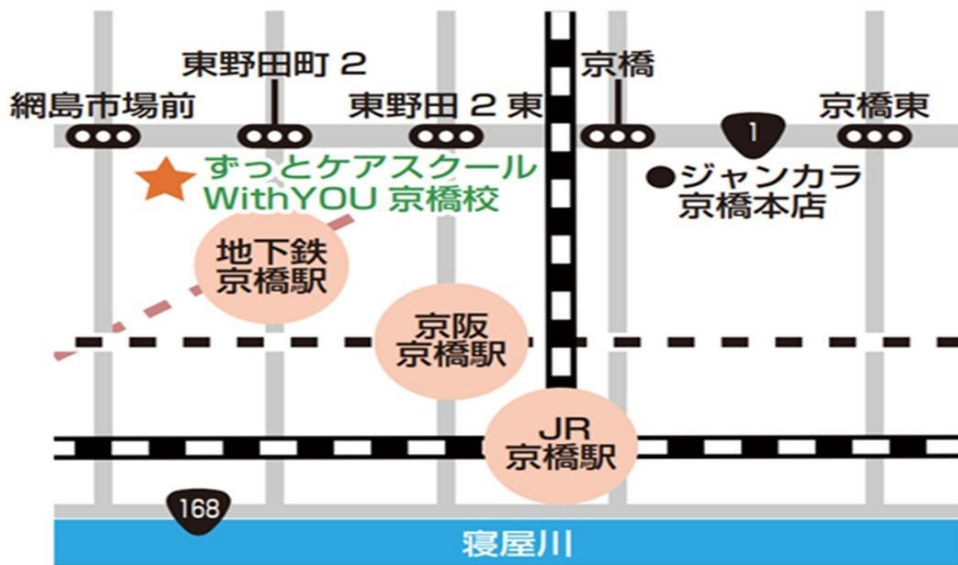 東野田町2
京橋
網島市場前
東野田2東
京橋東
1
ずっとケアスクール
WithYOU 京橋校
ジャンカラ
京橋本店
地下鉄
京橋駅
京阪
京橋駅
JR
京橋駅
168
寝屋川